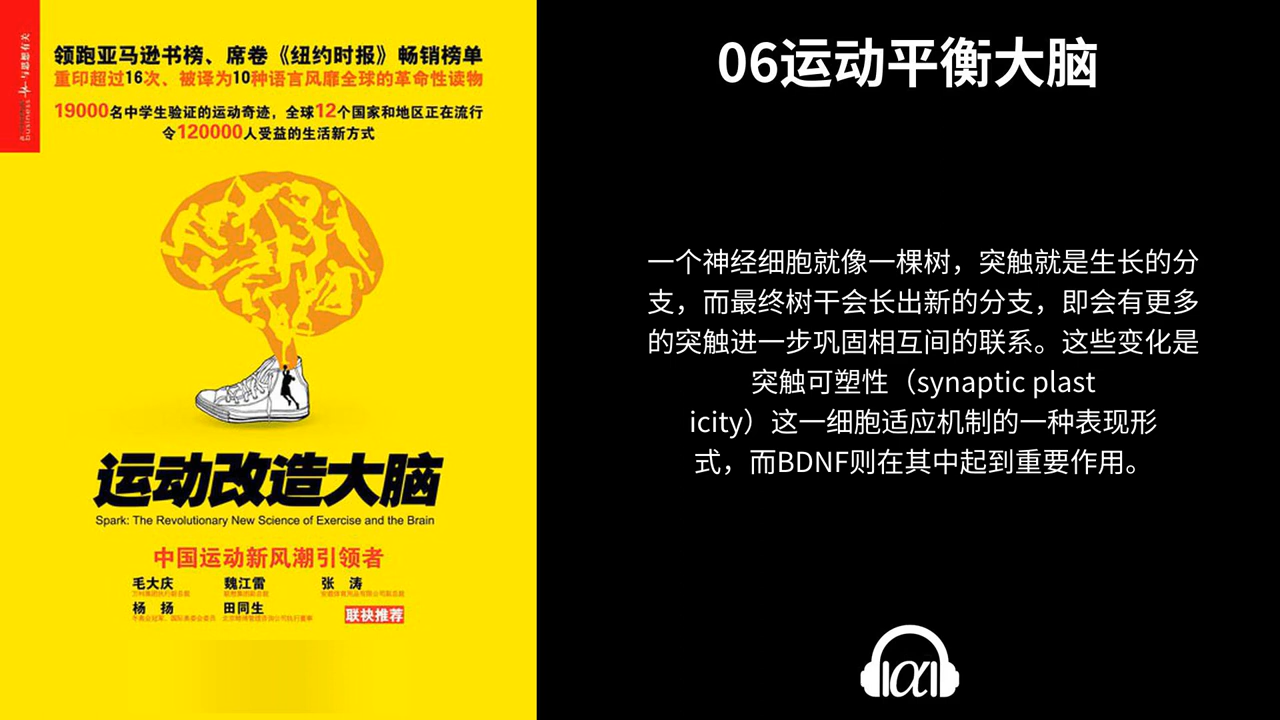 与思想有关
business
领跑亚马逊书榜、席卷《纽约时报》畅销榜单
重印超过16次、被译为10种语言风靡全球的革命性读物
19000名中学生验证的运动奇迹，全球12个国家和地区正在流行
令120000人受益的生活新方式
运动改造大脑
Spark: The Revolutionary New Science of Exercise and the Brain
中国运动新风潮引领者
毛大庆 魏江雷 张 涛
杨 扬 田同生
联袂推荐
06运动平衡大脑
一个神经细胞就像一棵树，突触就是生长的分
支，而最终树干会长出新的分支，即会有更多
的突触进一步巩固相互间的联系。这些变化是
突触可塑性（synaptic plast
icity）这一细胞适应机制的一种表现形
式，而BDNF则在其中起到重要作用。